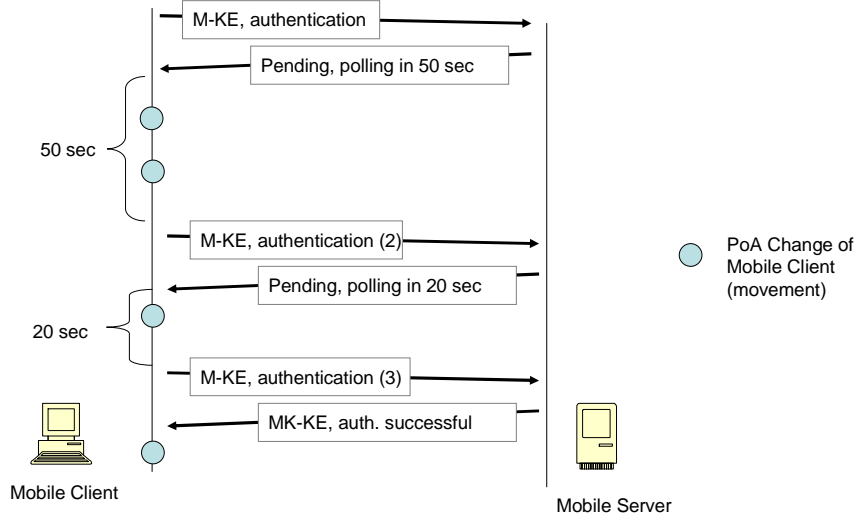 M-KE, authentication
Pending, polling in 50 sec
50 sec
M-KE, authentication (2)
PoA Change of
Mobile Client
(movement)
Pending, polling in 20 sec
20 sec
M-KE, authentication (3)
MK-KE, auth. successful
Mobile Client
Mobile Server